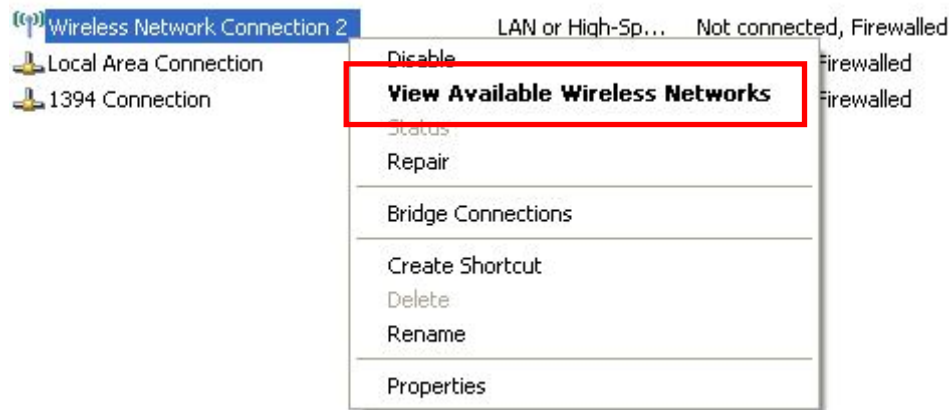 Wireless Network Connection 2 LAN or High-Sp... Not connected, Firewalled
Local Area Connection Firewalled
1394 Connection Firewalled
Disable
View Available Wireless Networks
Status
Repair
Bridge Connections
Create Shortcut
Delete
Rename
Properties